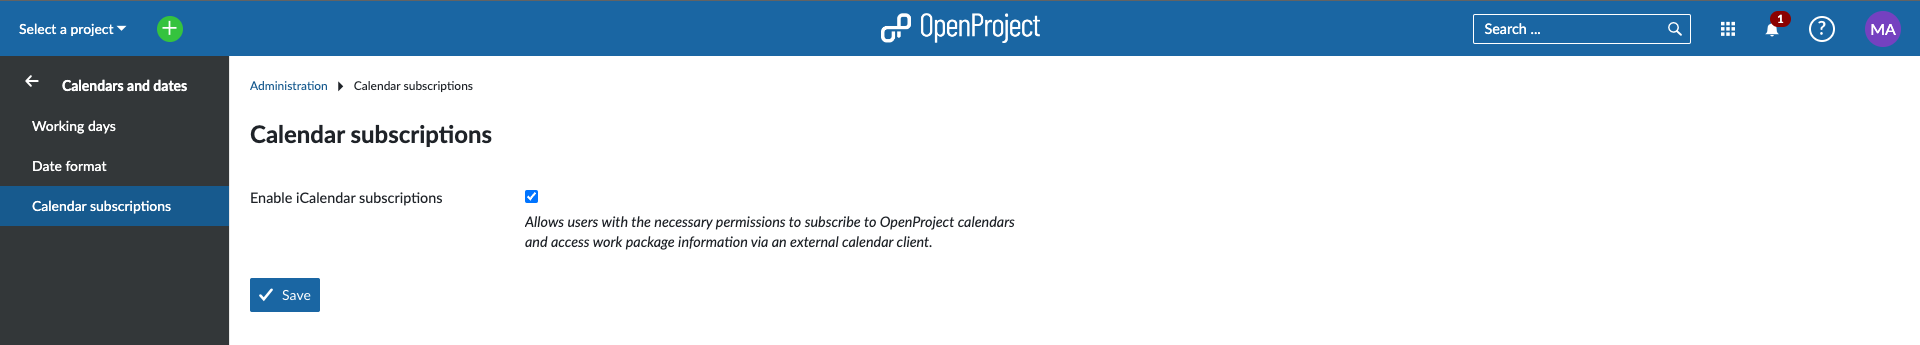 Select a project
OpenProject
Search ...
1
?
MA
Calendars and dates
Working days
Date format
Calendar subscriptions
Administration Calendar subscriptions
Calendar subscriptions
Enable iCalendar subscriptions
Allows users with the necessary permissions to subscribe to OpenProject calendars
and access work package information via an external calendar client.
Save